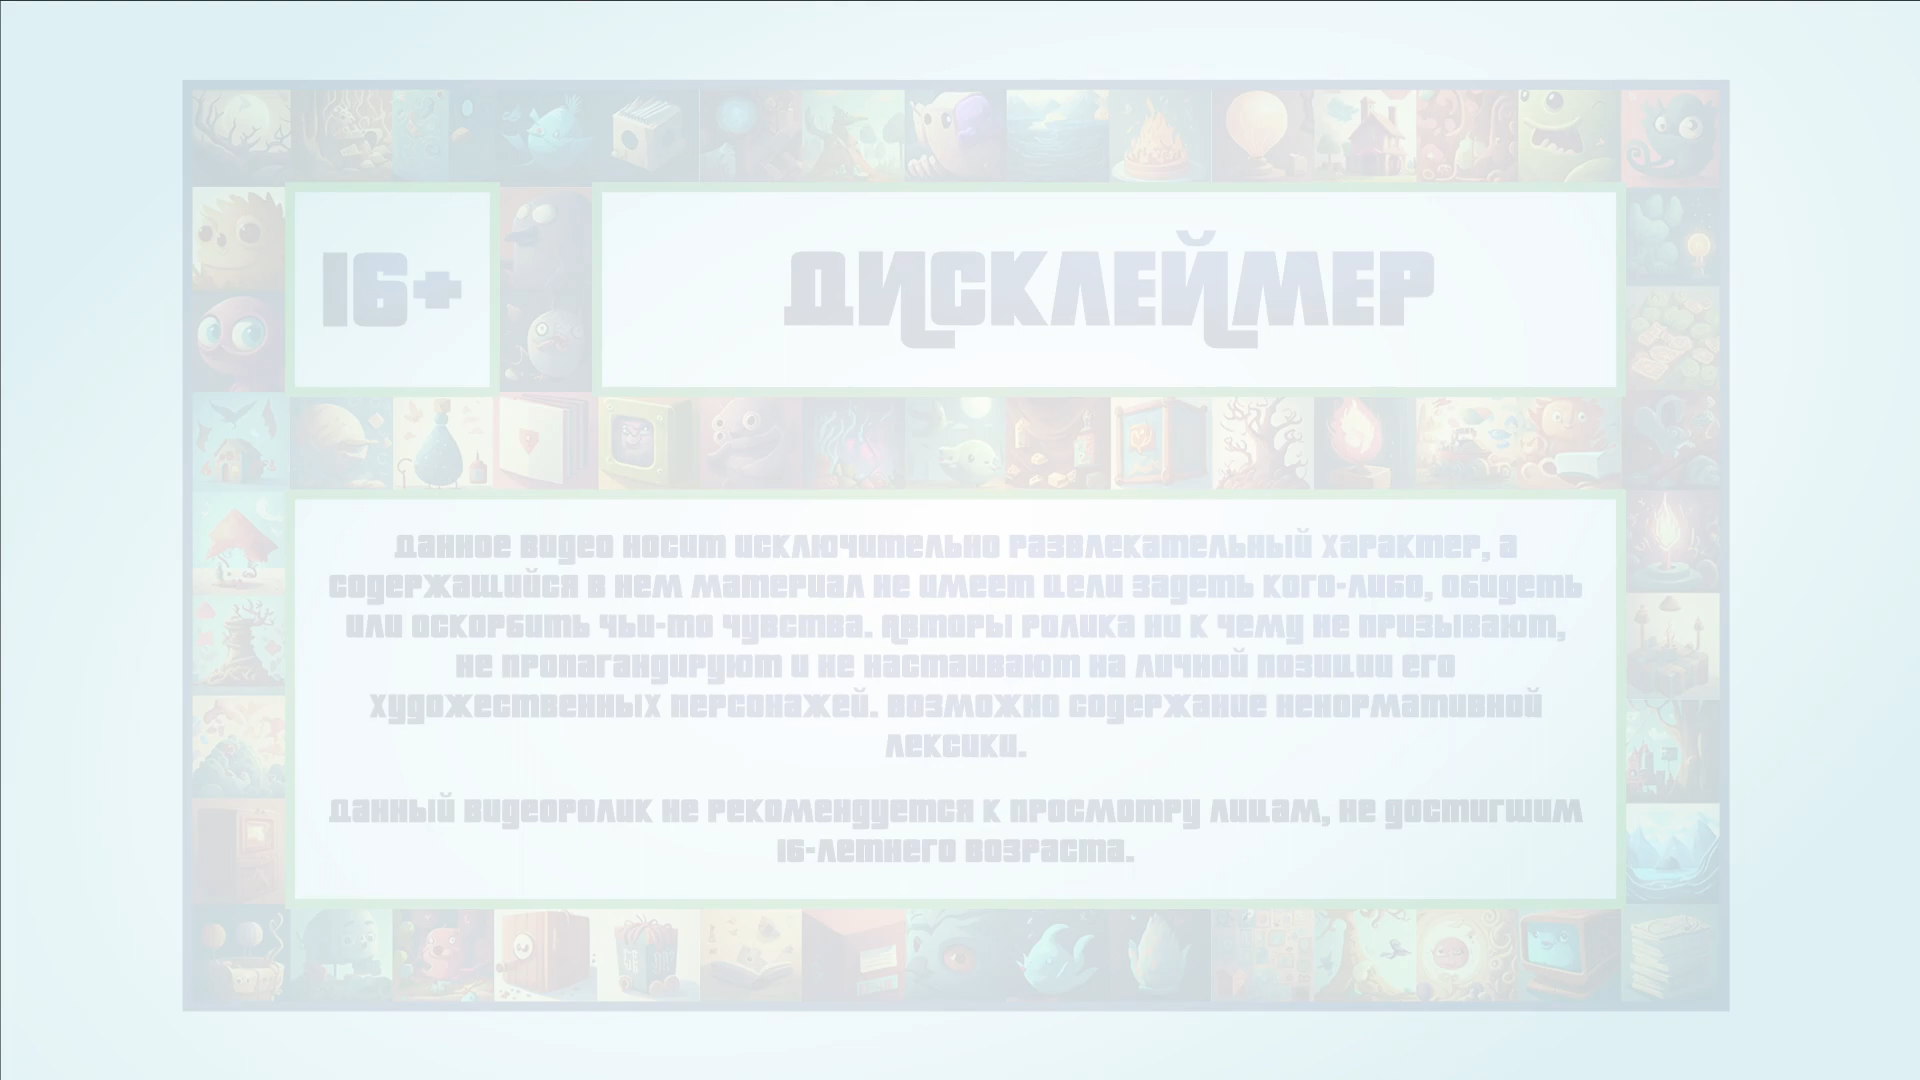 16+
ДИСКЛЕЙМЕР
Данное видео носит исключительно развлекательный характер, а
содержащийся в нем материал не имеет цели задеть кого-либо, обидеть
или оскорбить чьи-то чувства. Авторы ролика ни к чему не призывают,
не пропагандируют и не настаивают на личной позиции его
художественных персонажей. Возможно содержание ненормативной
лексики.
Данный видеоролик не рекомендуется к просмотру лицам, не достигшим
16-летнего возраста.